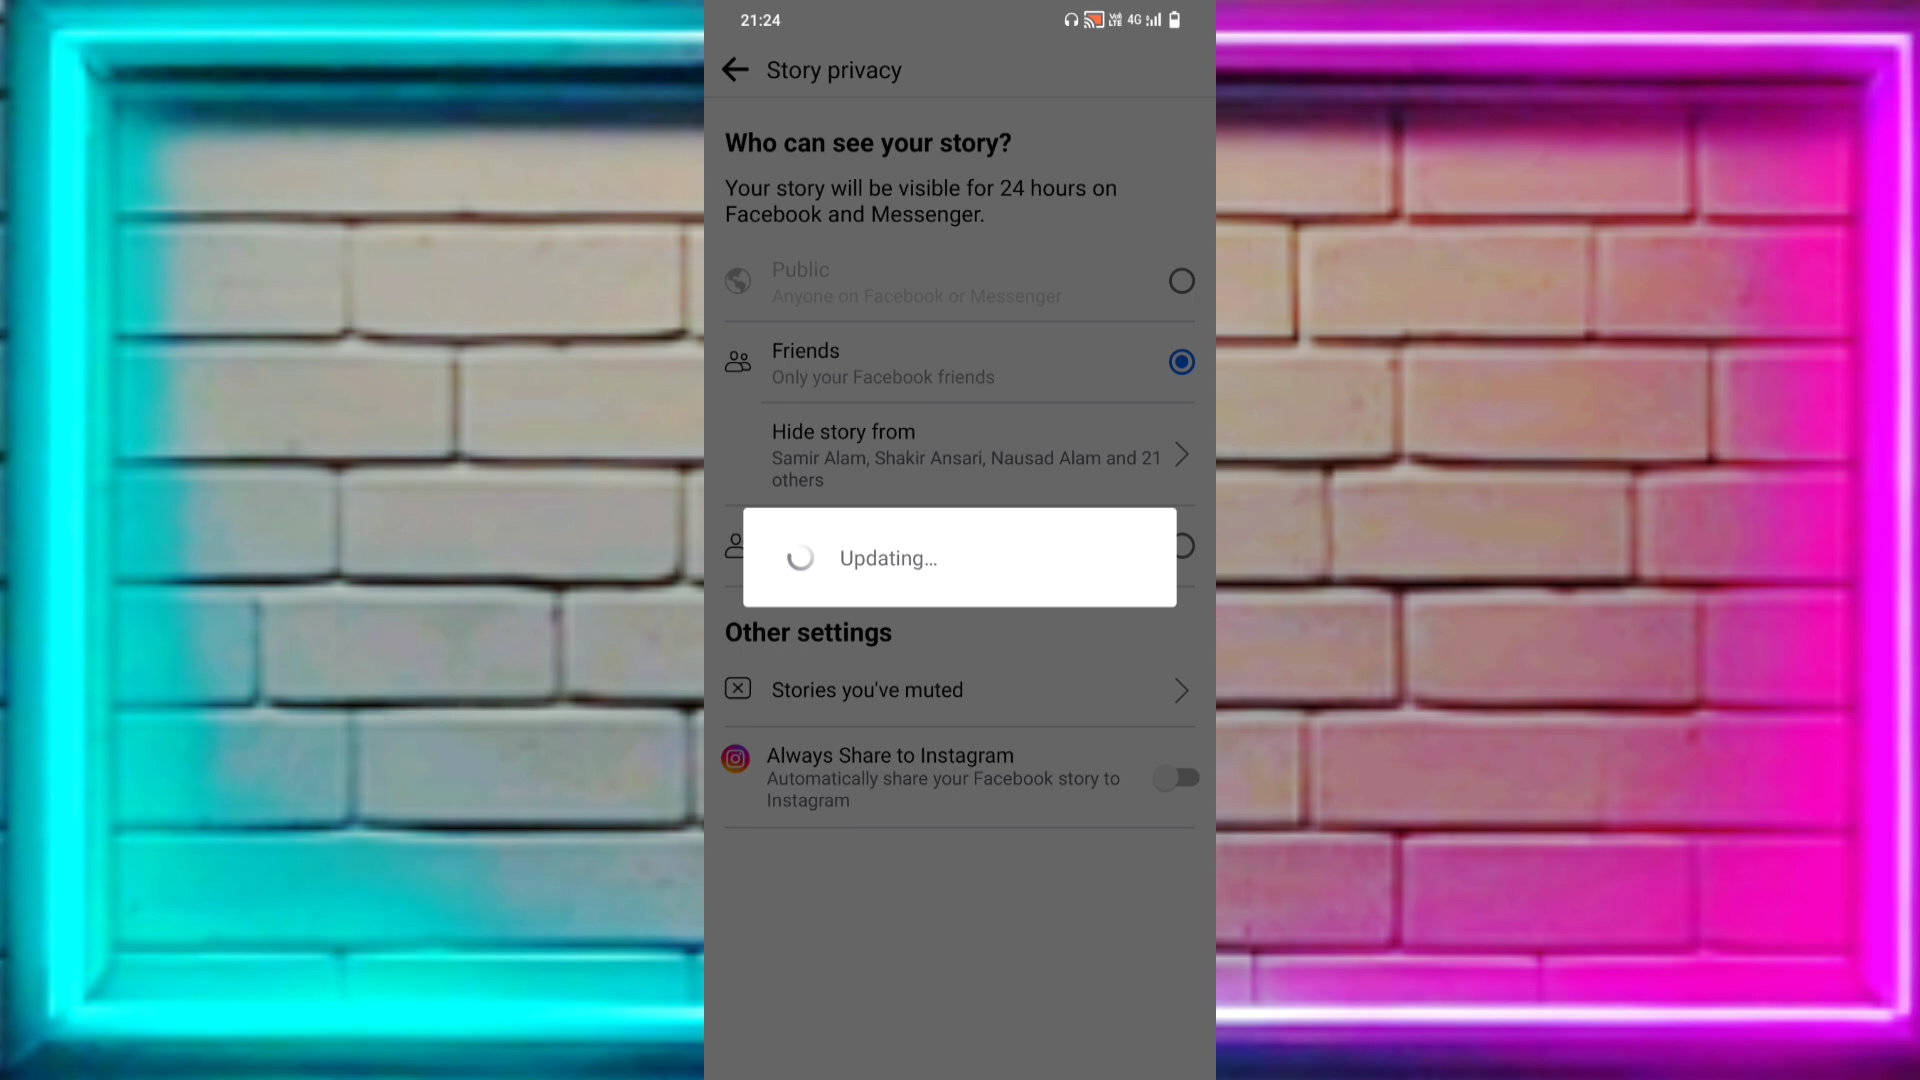 21:24
Vo) LTE 4G
Story privacy
Who can see your story?
Your story will be visible for 24 hours on
Facebook and Messenger.
Public
Anyone on Facebook or Messenger
Friends
Only your Facebook friends
Hide story from
Samir Alam, Shakir Ansari, Nausad Alam and 21
others
Updating...
Other settings
Stories you've muted
Always Share to Instagram
Automatically share your Facebook story to
Instagram